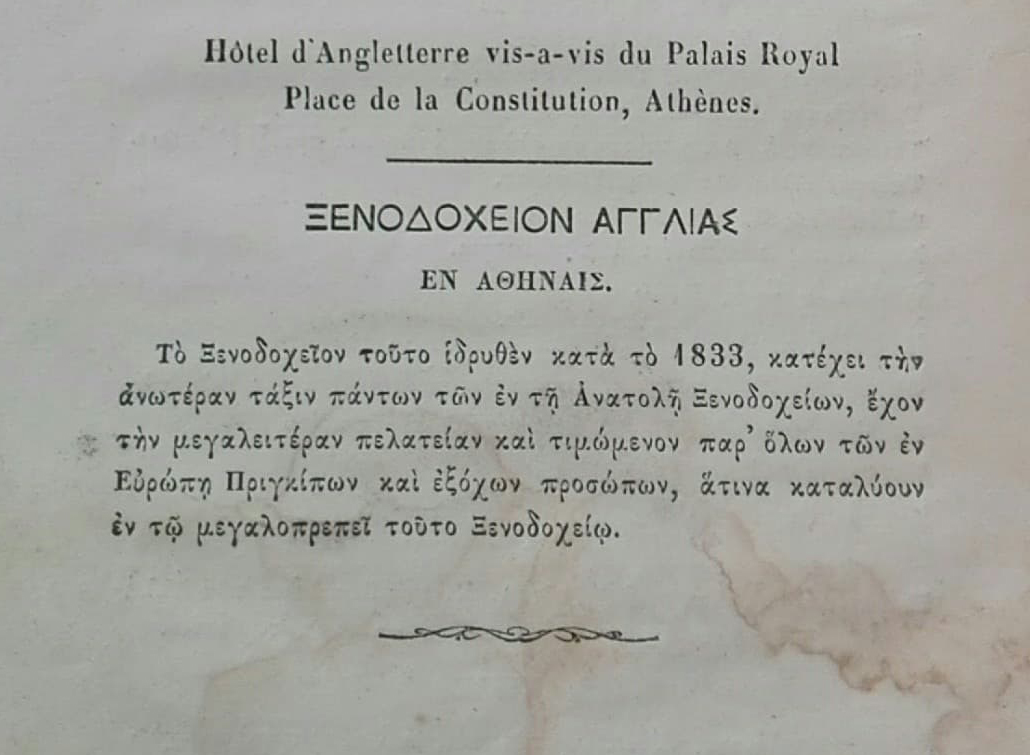 Hôtel d'Angletterre vis-a-vis du Palais Royal
Place de la Constitution, Athènes.
ΞΕΝΟΔΟΧΕΙΟΝ ΑΓΓΛΙΑΣ
ΕΝ ΑΘΗΝΑΙΣ.
Τὸ Ξενοδοχεῖον τοῦτο ἱδρυθὲν κατὰ τὸ 1833, κατέχει τὴν
ἀνωτέραν τάξιν πάντων τῶν ἐν τῇ Ἀνατολῇ Ξενοδοχείων, ἔχον
τὴν μεγαλειτέραν πελατείαν καὶ τιμώμενον παρ' ὅλων τῶν ἐν
Εὐρώπῃ Πριγκίπων καὶ ἐξόχων προσώπων, ἅτινα καταλύουν
ἐν τῷ μεγαλοπρεπεῖ τοῦτο Ξενοδοχείῳ.